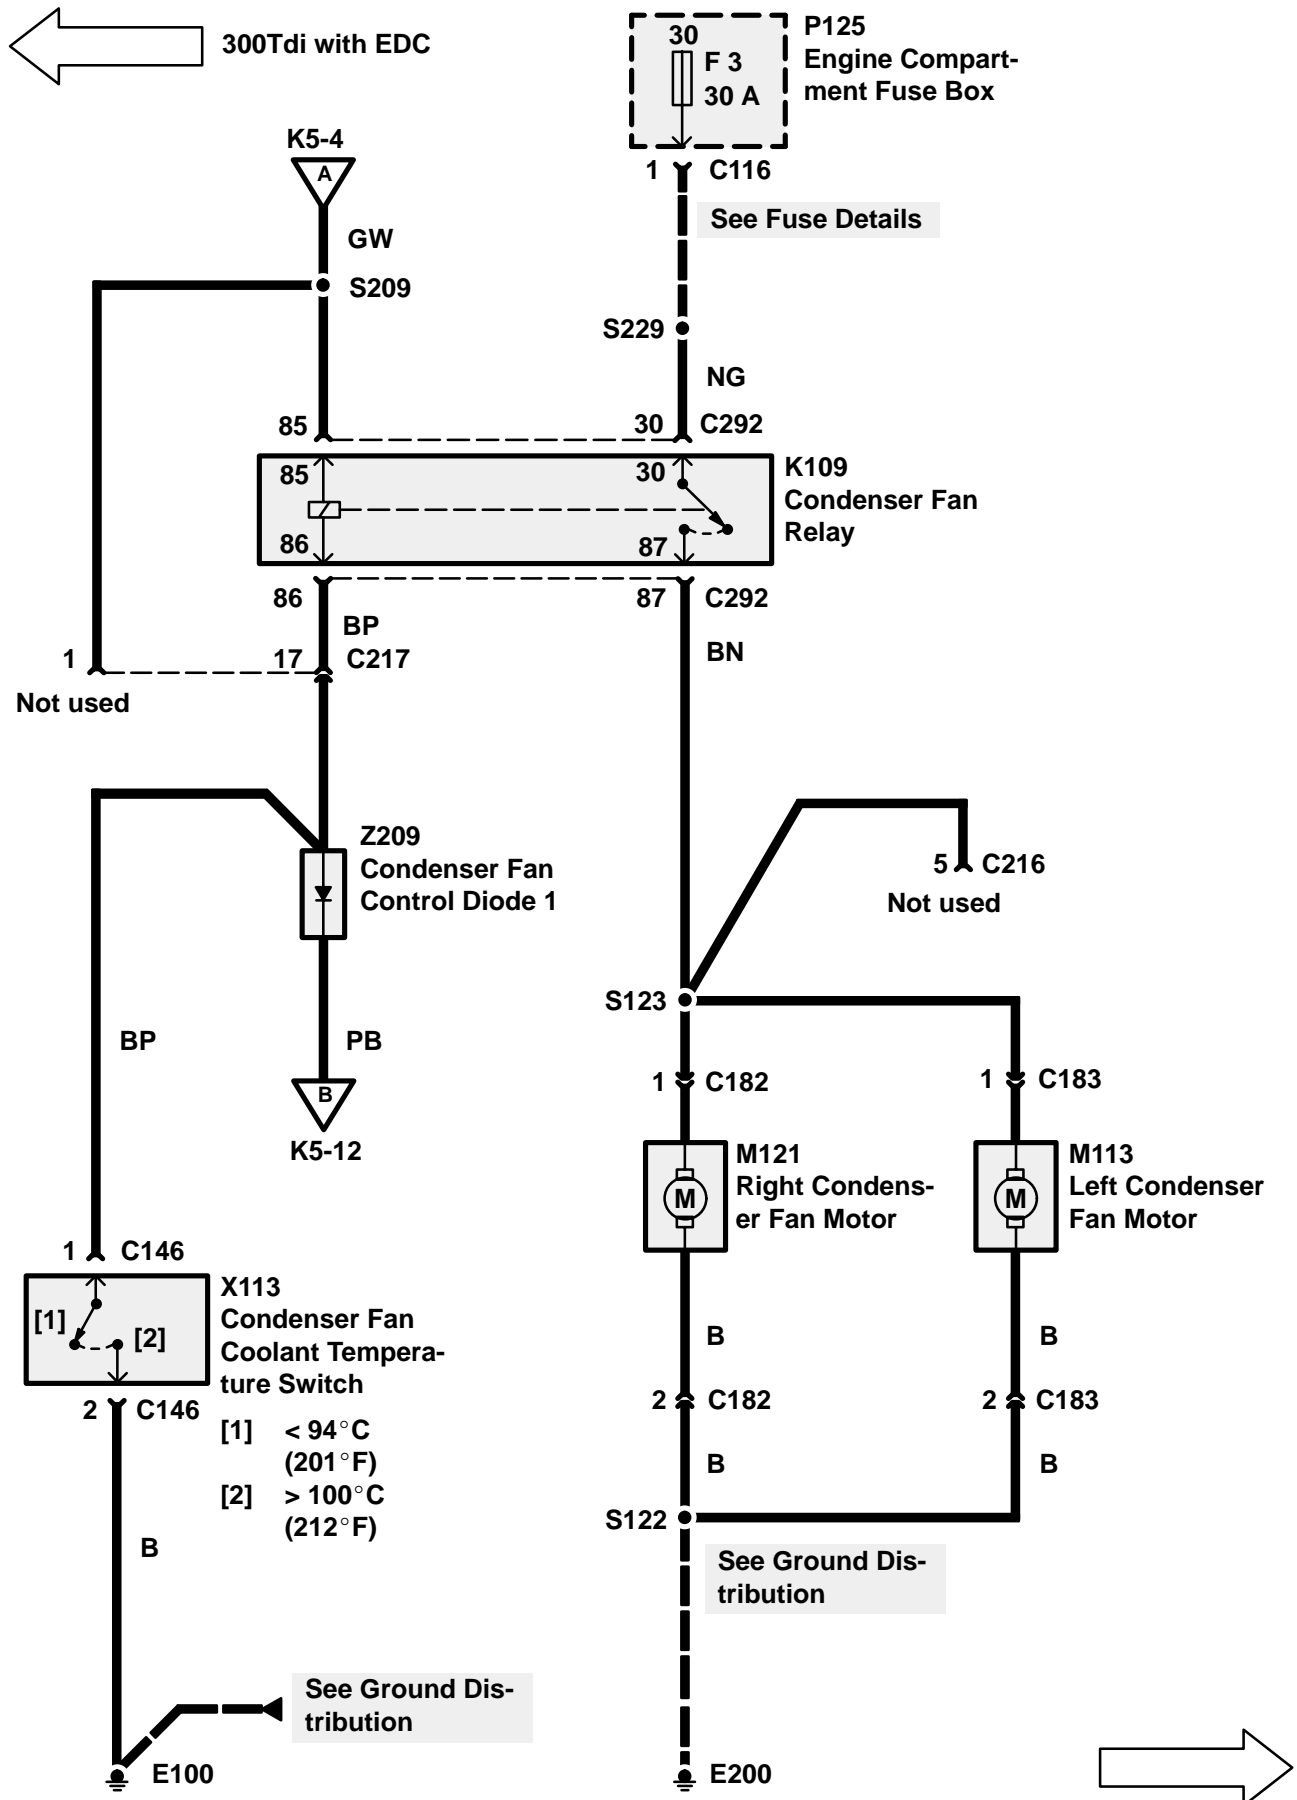 300Tdi with EDC
30
F 3
30 A
P125
Engine Compart-
ment Fuse Box
K5-4
A
1 C116
See Fuse Details
GW
S209
S229
NG
85
30 C292
85
30
K109
Condenser Fan
Relay
86
87
86
87 C292
BP
BN
1
17 C217
Not used
Z209
Condenser Fan
Control Diode 1
5 C216
Not used
S123
BP
PB
1 C182
1 C183
B
K5-12
M121
Right Condens-
er Fan Motor
M
M113
Left Condenser
Fan Motor
M
1 C146
X113
Condenser Fan
Coolant Tempera-
ture Switch
[1]
[2]
B
B
2 C146
2 C182
2 C183
[1] < 94°C
(201°F)
[2] > 100°C
(212°F)
B
B
S122
B
See Ground Dis-
tribution
See Ground Dis-
tribution
E100
E200